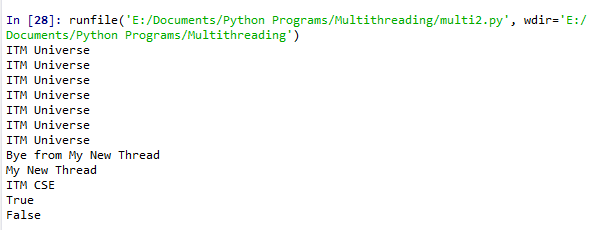 In [28]: runfile('E:/Documents/Python Programs/Multithreading/multi2.py', wdir='E:/
Documents/Python Programs/Multithreading')
ITM Universe
ITM Universe
ITM Universe
ITM Universe
ITM Universe
ITM Universe
ITM Universe
Bye from My New Thread
My New Thread
ITM CSE
True
False